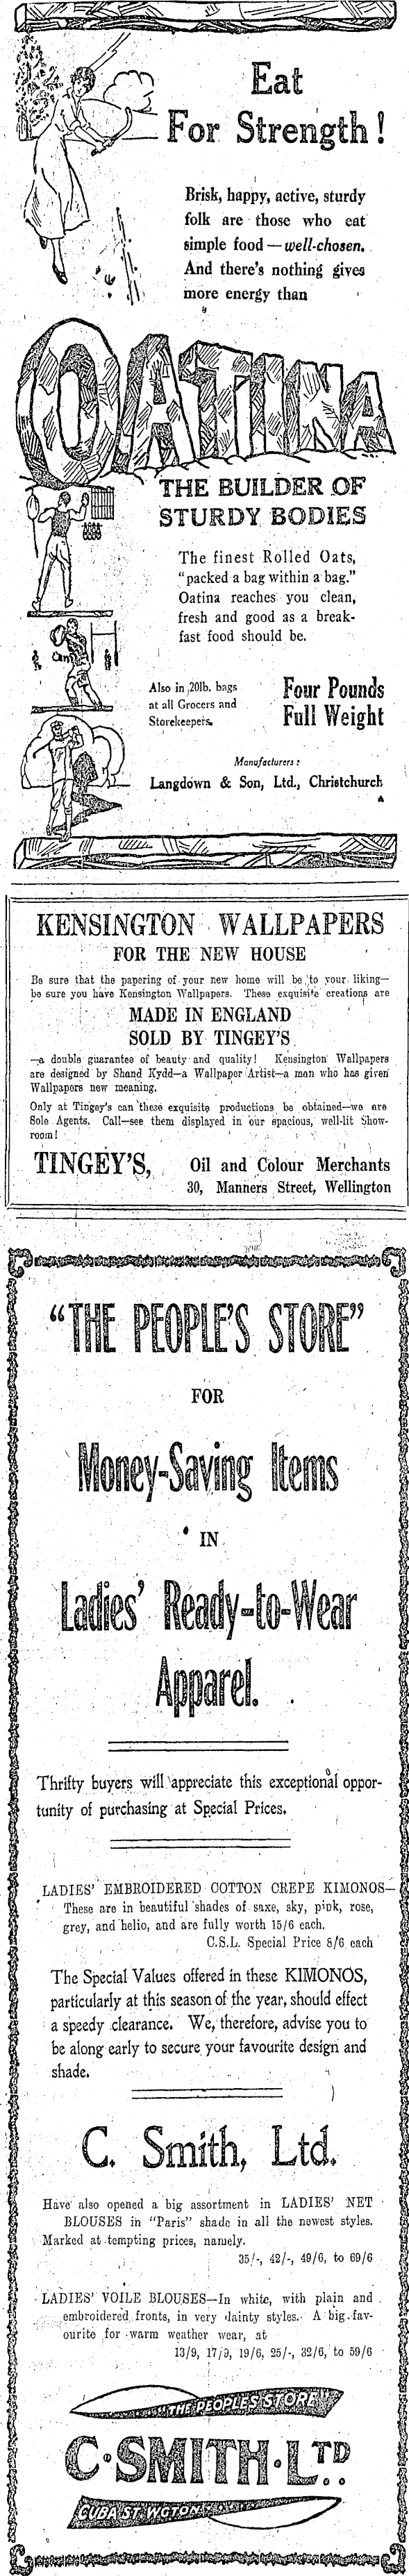 Eat
For Strength!
Brisk, happy, active, sturdy
folk are those who eat
simple food — well-chosen.
And there's nothing gives
more energy than
OATINA
THE BUILDER OF
STURDY BODIES
The finest Rolled Oats,
"packed a bag within a bag."
Oatina reaches you clean,
fresh and good as a break-
fast food should be.
Also in 20lb. bags
at all Grocers and
Storekeepers.
Four Pounds
Full Weight
Manufacturers:
Langdown & Son, Ltd., Christchurch
A
KENSINGTON WALLPAPERS
FOR THE NEW HOUSE
Be sure that the papering of your new home will be to your liking—
be sure you have Kensington Wallpapers. These exquisite creations are
MADE IN ENGLAND
SOLD BY TINGEY'S
—a double guarantee of beauty and quality! Kensington Wallpapers
are designed by Shand Kydd—a Wallpaper Artist—a man who has given
Wallpapers new meaning.
Only at Tingey's can these exquisite productions be obtained—we are
Sole Agents. Call—see them displayed in our spacious, well-lit Show-
room!
TINGEY'S,
Oil and Colour Merchants
30, Manners Street, Wellington
"THE PEOPLE'S STORE"
FOR
Money-Saving Items
IN
Ladies' Ready-to-Wear
Apparel.
Thrifty buyers will appreciate this exceptional oppor-
tunity of purchasing at Special Prices.
LADIES' EMBROIDERED COTTON CREPE KIMONOS—
These are in beautiful shades of saxe, sky, pink, rose,
grey, and helio, and are fully worth 15/6 each.
C.S.L. Special Price 8/6 each
The Special Values offered in these KIMONOS,
particularly at this season of the year, should effect
a speedy clearance. We, therefore, advise you to
be along early to secure your favourite design and
shade.
C. Smith, Ltd.
Have also opened a big assortment in LADIES' NET
BLOUSES in "Paris" shade in all the newest styles.
Marked at tempting prices, namely.
35/-, 42/-, 49/6, to 69/6
LADIES' VOILE BLOUSES—In white, with plain and
embroidered fronts, in very dainty styles. A big fav-
ourite for warm weather wear, at
13/9, 17/9, 19/6, 25/-, 32/6, to 59/6
"THE PEOPLES STORE"
C. SMITH. LTD.
CUBA ST. WGTON